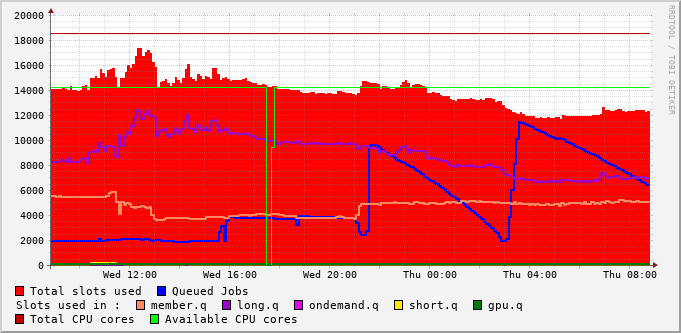 20000
18000
16000
14000
12000
10000
8000
6000
4000
2000
0
Wed 12:00 Wed 16:00 Wed 20:00 Thu 00:00 Thu 04:00 Thu 08:00
RRDTOOL / TOBI OETIKER
Total slots used Queued Jobs
Slots used in : member.q long.q ondemand.q short.q gpu.q
Total CPU cores Available CPU cores